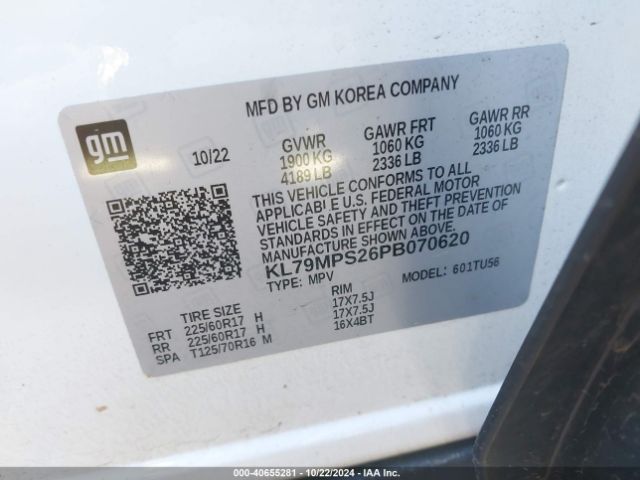 MFD BY GM KOREA COMPANY
gm
10/22 GVWR GAWR FRT GAWR RR
1900 KG 1060 KG 1060 KG
4189 LB 2336 LB 2336 LB
THIS VEHICLE CONFORMS TO ALL
APPLICABLE U.S. FEDERAL MOTOR
VEHICLE SAFETY AND THEFT PREVENTION
STANDARDS IN EFFECT ON THE DATE OF
MANUFACTURE SHOWN ABOVE.
KL79MPS26PB070620
TYPE: MPV MODEL: 601TU56
TIRE SIZE RIM
FRT 225/60R17 H 17X7.5J
RR 225/60R17 H 17X7.5J
SPA T125/70R16 M 16X4BT
000-40655281 - 10/22/2024 - IAA Inc.